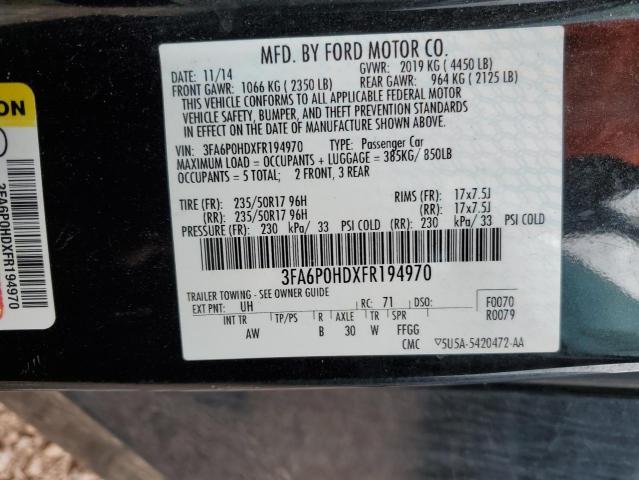 MFD. BY FORD MOTOR CO.
DATE: 11/14 GVWR: 2019 KG ( 4450 LB)
FRONT GAWR: 1066 KG ( 2350 LB) REAR GAWR: 964 KG ( 2125 LB)
THIS VEHICLE CONFORMS TO ALL APPLICABLE FEDERAL MOTOR
VEHICLE SAFETY, BUMPER, AND THEFT PREVENTION STANDARDS
IN EFFECT ON THE DATE OF MANUFACTURE SHOWN ABOVE.
VIN: 3FA6P0HDXFR194970 TYPE: Passenger Car
MAXIMUM LOAD = OCCUPANTS + LUGGAGE = 385KG/ 850LB
OCCUPANTS = 5 TOTAL; 2 FRONT, 3 REAR
TIRE (FR): 235/50R17 96H RIMS (FR): 17x7.5J
(RR): 235/50R17 96H (RR): 17x7.5J
PRESSURE (FR): 230 kPa/ 33 PSI COLD (RR): 230 kPa/ 33 PSI COLD
3FA6P0HDXFR194970
TRAILER TOWING - SEE OWNER GUIDE
EXT PNT: UH RC: 71 DSO: F0070
INT TR TP/PS R AXLE TR SPR R0079
AW B 30 W FFGG
CMC ▽5U5A-5420472-AA
ON
3FA6P0HDXFR194970